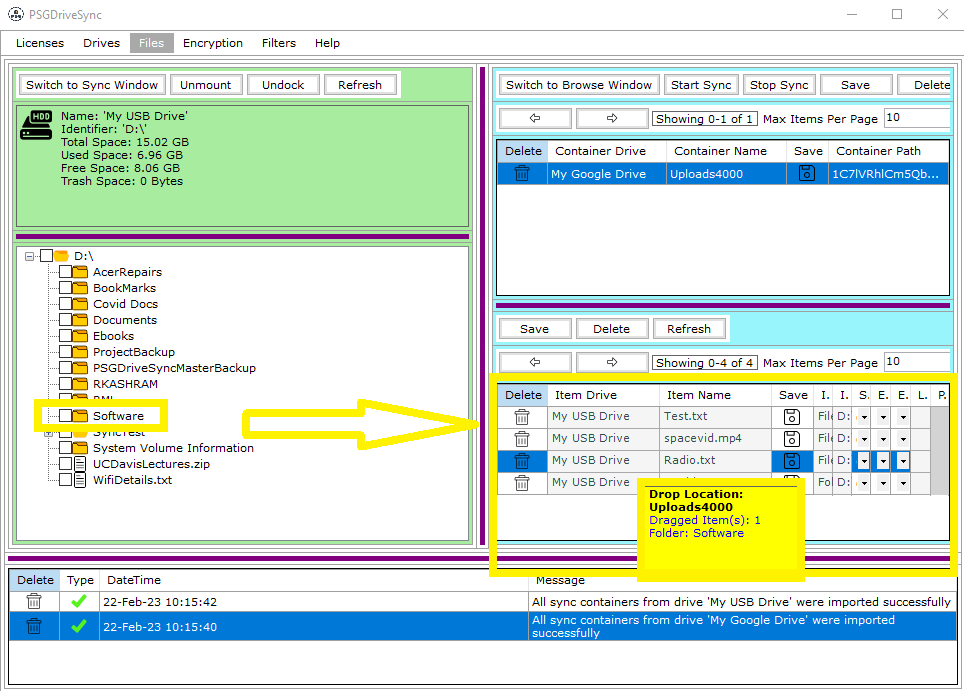 PSGDriveSync
Licenses Drives Files Encryption Filters Help
Switch to Sync Window Unmount Undock Refresh
HDD
Name: 'My USB Drive'
Identifier: 'D:\'
Total Space: 15.02 GB
Used Space: 6.96 GB
Free Space: 8.06 GB
Trash Space: 0 Bytes
D:\
AcerRepairs
BookMarks
Covid Docs
Documents
Ebooks
ProjectBackup
PSGDriveSyncMasterBackup
RKASHRAM
Software
SyncTest
System Volume Information
UCDavisLectures.zip
WifiDetails.txt
Switch to Browse Window Start Sync Stop Sync Save Delete
Showing 0-1 of 1 Max Items Per Page 10
Delete Container Drive Container Name Save Container Path
My Google Drive Uploads4000 1C7lVRhlCm5Qb...
Save Delete Refresh
Showing 0-4 of 4 Max Items Per Page 10
Delete Item Drive Item Name Save I. I. S. E. E. L. P.
My USB Drive Test.txt File D:
My USB Drive spacevid.mp4 File D:
My USB Drive Radio.txt File D:
My USB Drive Fo D:
Drop Location:
Uploads4000
Dragged Item(s): 1
Folder: Software
Delete Type DateTime Message
22-Feb-23 10:15:42 All sync containers from drive 'My USB Drive' were imported successfully
22-Feb-23 10:15:40 All sync containers from drive 'My Google Drive' were imported
successfully